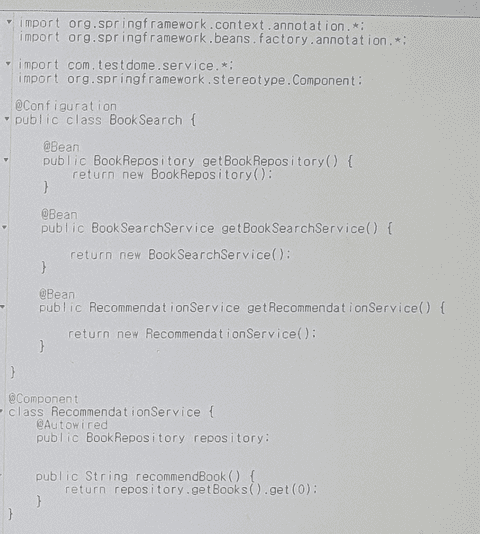 import org.springframework.context.annotation.*;
import org.springframework.beans.factory.annotation.*;
import com.testdome.service.*;
import org.springframework.stereotype.Component;
@Configuration
public class BookSearch {
@Bean
public BookRepository getBookRepository() {
return new BookRepository();
}
@Bean
public BookSearchService getBookSearchService() {
return new BookSearchService();
}
@Bean
public RecommendationService getRecommendationService() {
return new RecommendationService();
}
}
@Component
class RecommendationService {
@Autowired
public BookRepository repository;
public String recommendBook() {
return repository.getBooks().get(0);
}
}